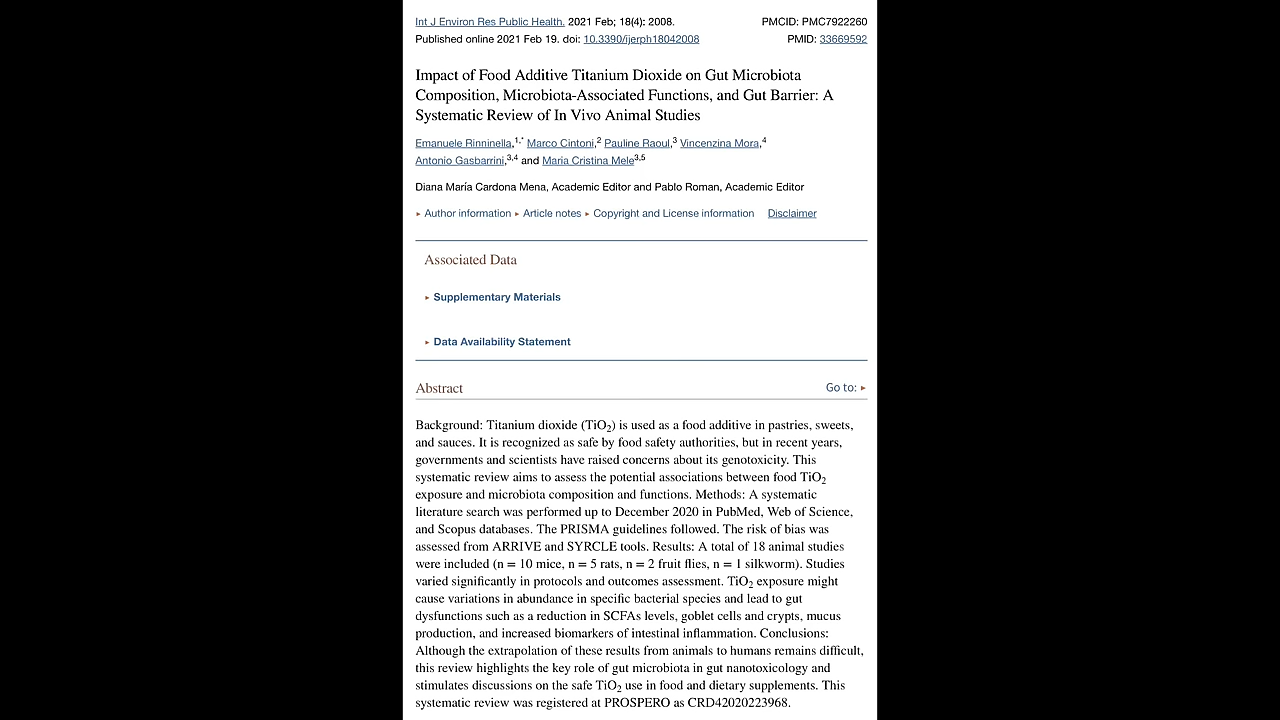 Int J Environ Res Public Health. 2021 Feb; 18(4): 2008. PMCID: PMC7922260
Published online 2021 Feb 19. doi: 10.3390/ijerph18042008 PMID: 33669592
Impact of Food Additive Titanium Dioxide on Gut Microbiota
Composition, Microbiota-Associated Functions, and Gut Barrier: A
Systematic Review of In Vivo Animal Studies
Emanuele Rinninella,1,* Marco Cintoni,2 Pauline Raoul,3 Vincenzina Mora,4
Antonio Gasbarrini,3,4 and Maria Cristina Mele3,5
Diana María Cardona Mena, Academic Editor and Pablo Roman, Academic Editor
▸ Author information ▸ Article notes ▸ Copyright and License information Disclaimer
Associated Data
▸ Supplementary Materials
▸ Data Availability Statement
Abstract Go to: ▸
Background: Titanium dioxide (TiO2) is used as a food additive in pastries, sweets,
and sauces. It is recognized as safe by food safety authorities, but in recent years,
governments and scientists have raised concerns about its genotoxicity. This
systematic review aims to assess the potential associations between food TiO2
exposure and microbiota composition and functions. Methods: A systematic
literature search was performed up to December 2020 in PubMed, Web of Science,
and Scopus databases. The PRISMA guidelines followed. The risk of bias was
assessed from ARRIVE and SYRCLE tools. Results: A total of 18 animal studies
were included (n = 10 mice, n = 5 rats, n = 2 fruit flies, n = 1 silkworm). Studies
varied significantly in protocols and outcomes assessment. TiO2 exposure might
cause variations in abundance in specific bacterial species and lead to gut
dysfunctions such as a reduction in SCFAs levels, goblet cells and crypts, mucus
production, and increased biomarkers of intestinal inflammation. Conclusions:
Although the extrapolation of these results from animals to humans remains difficult,
this review highlights the key role of gut microbiota in gut nanotoxicology and
stimulates discussions on the safe TiO2 use in food and dietary supplements. This
systematic review was registered at PROSPERO as CRD42020223968.